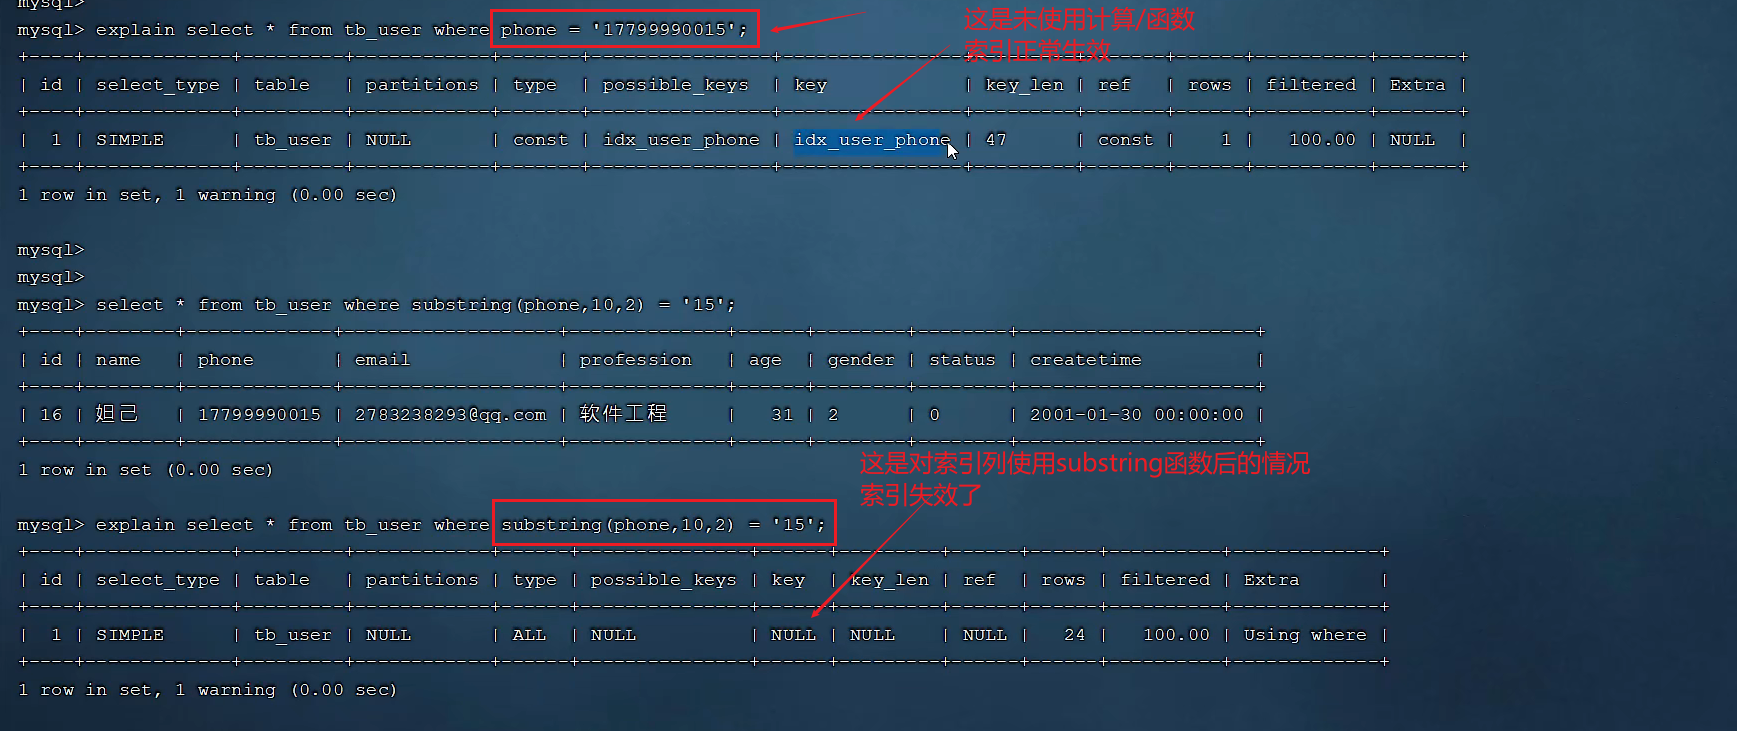 mysql>
mysql> explain select * from tb_user where phone = '17799990015';
这是未使用计算/函数
索引正常生效
+----+-------------+---------+------------+-------+----------------+----------------+---------+-------+------+----------+-------+
| id | select_type | table | partitions | type | possible_keys | key | key_len | ref | rows | filtered | Extra |
+----+-------------+---------+------------+-------+----------------+----------------+---------+-------+------+----------+-------+
| 1 | SIMPLE | tb_user | NULL | const | idx_user_phone | idx_user_phone | 47 | const | 1 | 100.00 | NULL |
+----+-------------+---------+------------+-------+----------------+----------------+---------+-------+------+----------+-------+
1 row in set, 1 warning (0.00 sec)
mysql>
mysql>
mysql> select * from tb_user where substring(phone,10,2) = '15';
+----+--------+-------------+-------------------+--------------+------+--------+--------+---------------------+
| id | name | phone | email | profession | age | gender | status | createtime |
+----+--------+-------------+-------------------+--------------+------+--------+--------+---------------------+
| 16 | 妲己 | 17799990015 | 2783238293@qq.com | 软件工程 | 31 | 2 | 0 | 2001-01-30 00:00:00 |
+----+--------+-------------+-------------------+--------------+------+--------+--------+---------------------+
1 row in set (0.00 sec)
这是对索引列使用substring函数后的情况
索引失效了
mysql> explain select * from tb_user where substring(phone,10,2) = '15';
+----+-------------+---------+------------+------+---------------+------+---------+------+------+----------+-------------+
| id | select_type | table | partitions | type | possible_keys | key | key_len | ref | rows | filtered | Extra |
+----+-------------+---------+------------+------+---------------+------+---------+------+------+----------+-------------+
| 1 | SIMPLE | tb_user | NULL | ALL | NULL | NULL | NULL | NULL | 24 | 100.00 | Using where |
+----+-------------+---------+------------+------+---------------+------+---------+------+------+----------+-------------+
1 row in set, 1 warning (0.00 sec)